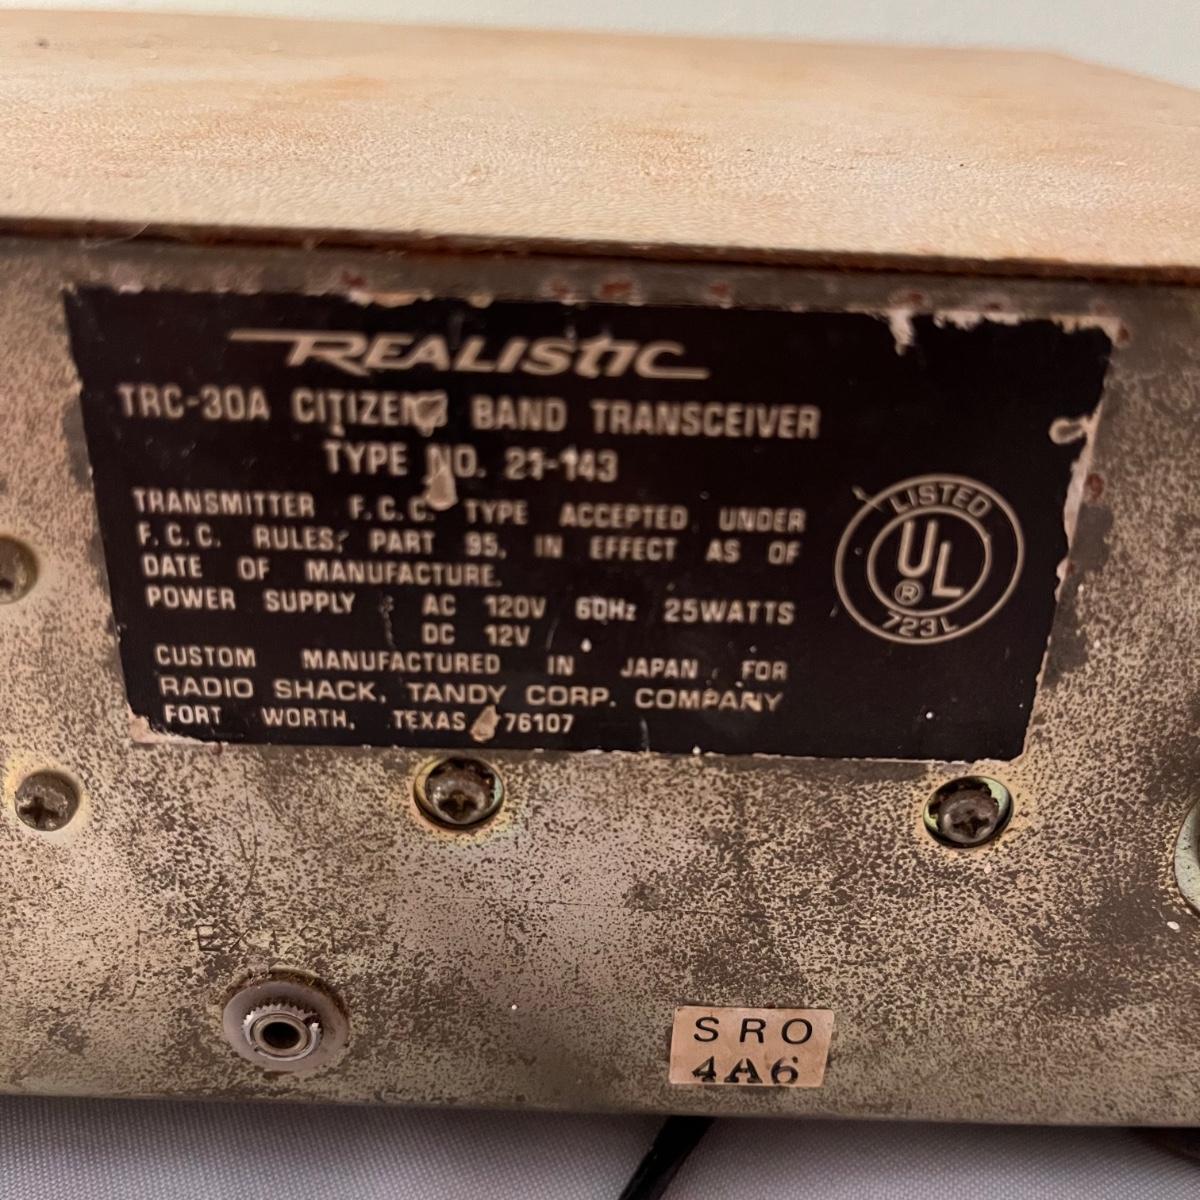 REALISTIC
TRC-30A CITIZENS BAND TRANSCEIVER
TYPE NO. 21-143
TRANSMITTER F.C.C. TYPE ACCEPTED UNDER
F.C.C. RULES, PART 95, IN EFFECT AS OF
DATE OF MANUFACTURE.
POWER SUPPLY : AC 120V 60Hz 25WATTS
DC 12V
CUSTOM MANUFACTURED IN JAPAN FOR
RADIO SHACK, TANDY CORP. COMPANY
FORT WORTH, TEXAS 76107
LISTED
UL
®
723L
EXT SP
SRO
4A6